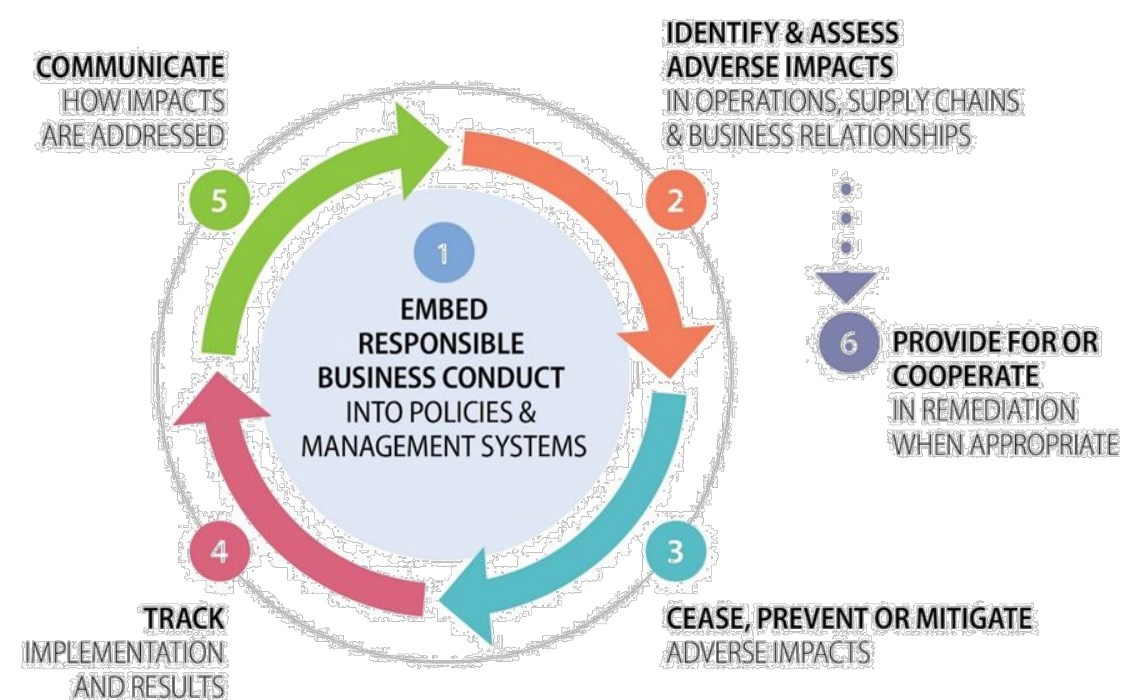 1
EMBED
RESPONSIBLE
BUSINESS CONDUCT
INTO POLICIES &
MANAGEMENT SYSTEMS
2
IDENTIFY & ASSESS
ADVERSE IMPACTS
IN OPERATIONS, SUPPLY CHAINS
& BUSINESS RELATIONSHIPS
3
CEASE, PREVENT OR MITIGATE
ADVERSE IMPACTS
4
TRACK
IMPLEMENTATION
AND RESULTS
5
COMMUNICATE
HOW IMPACTS
ARE ADDRESSED
6
PROVIDE FOR OR
COOPERATE
IN REMEDIATION
WHEN APPROPRIATE